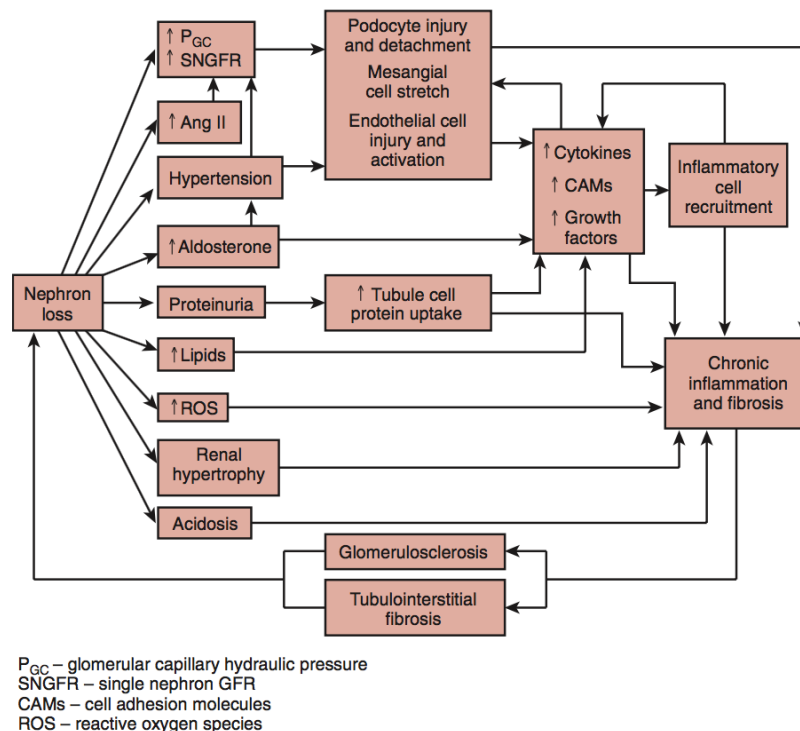 ↑ PGC
↑ SNGFR
↑ Ang II
Hypertension
↑ Aldosterone
Nephron
loss
Proteinuria
↑ Lipids
↑ ROS
Renal
hypertrophy
Acidosis
Podocyte injury
and detachment
Mesangial
cell stretch
Endothelial cell
injury and
activation
↑ Tubule cell
protein uptake
↑ Cytokines
↑ CAMs
↑ Growth
factors
Inflammatory
cell
recruitment
Chronic
inflammation
and fibrosis
Glomerulosclerosis
Tubulointerstitial
fibrosis
PGC – glomerular capillary hydraulic pressure
SNGFR – single nephron GFR
CAMs – cell adhesion molecules
ROS – reactive oxygen species